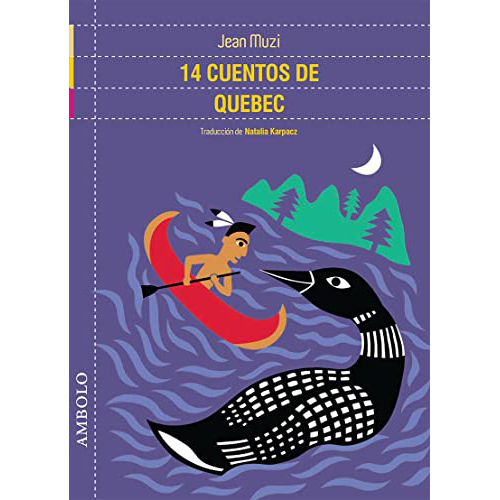 Jean Muzi
14 CUENTOS DE
QUEBEC
Traducción de Natalia Karpacz
AMBOLO